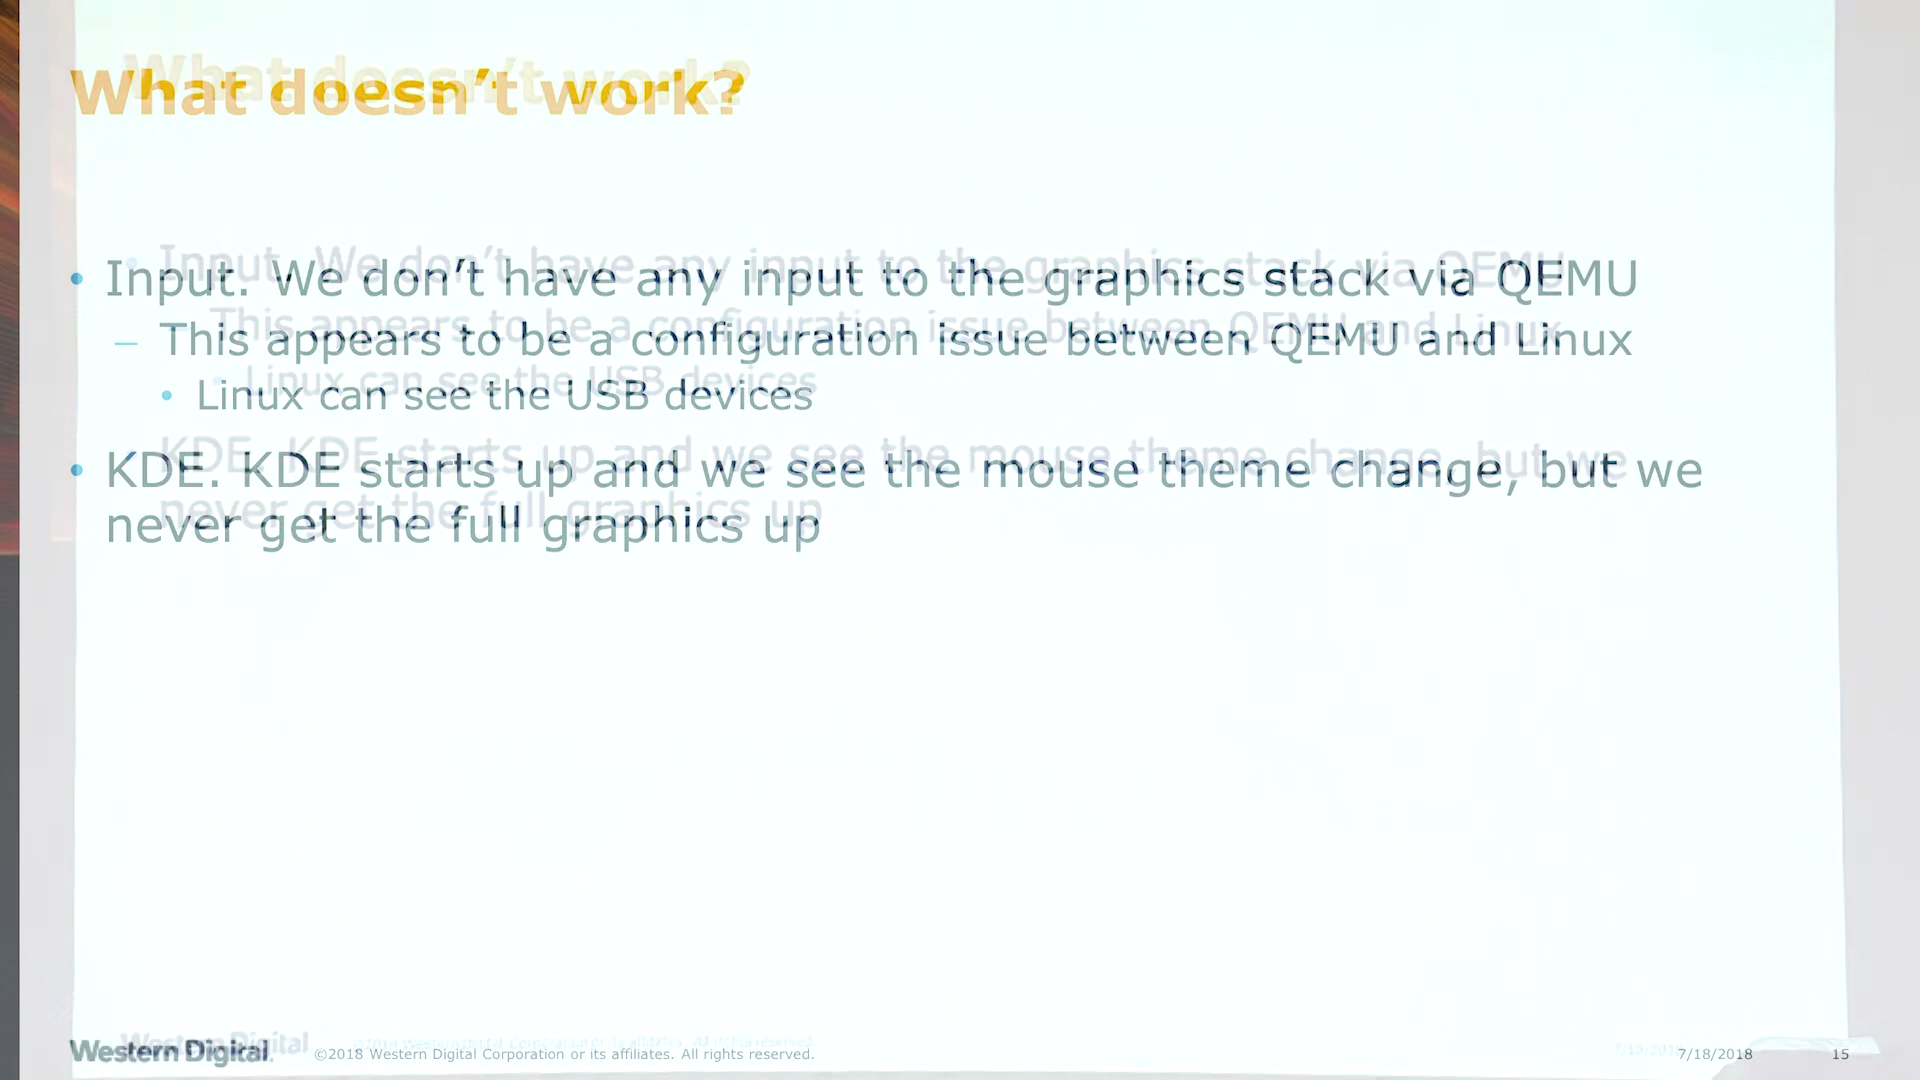 What doesn't work?
• Input. We don't have any input to the graphics stack via QEMU
– This appears to be a configuration issue between QEMU and Linux
• Linux can see the USB devices
• KDE. KDE starts up and we see the mouse theme change, but we
never get the full graphics up
Western Digital ©2018 Western Digital Corporation or its affiliates. All rights reserved. 7/18/2018 15